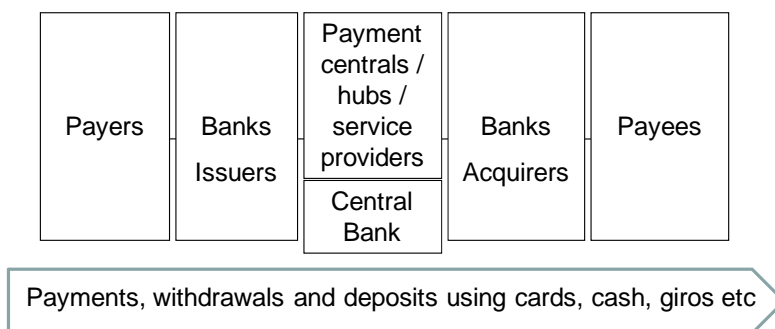 Payers
Banks
Issuers
Payment
centrals /
hubs /
service
providers
Central
Bank
Banks
Acquirers
Payees
Payments, withdrawals and deposits using cards, cash, giros etc